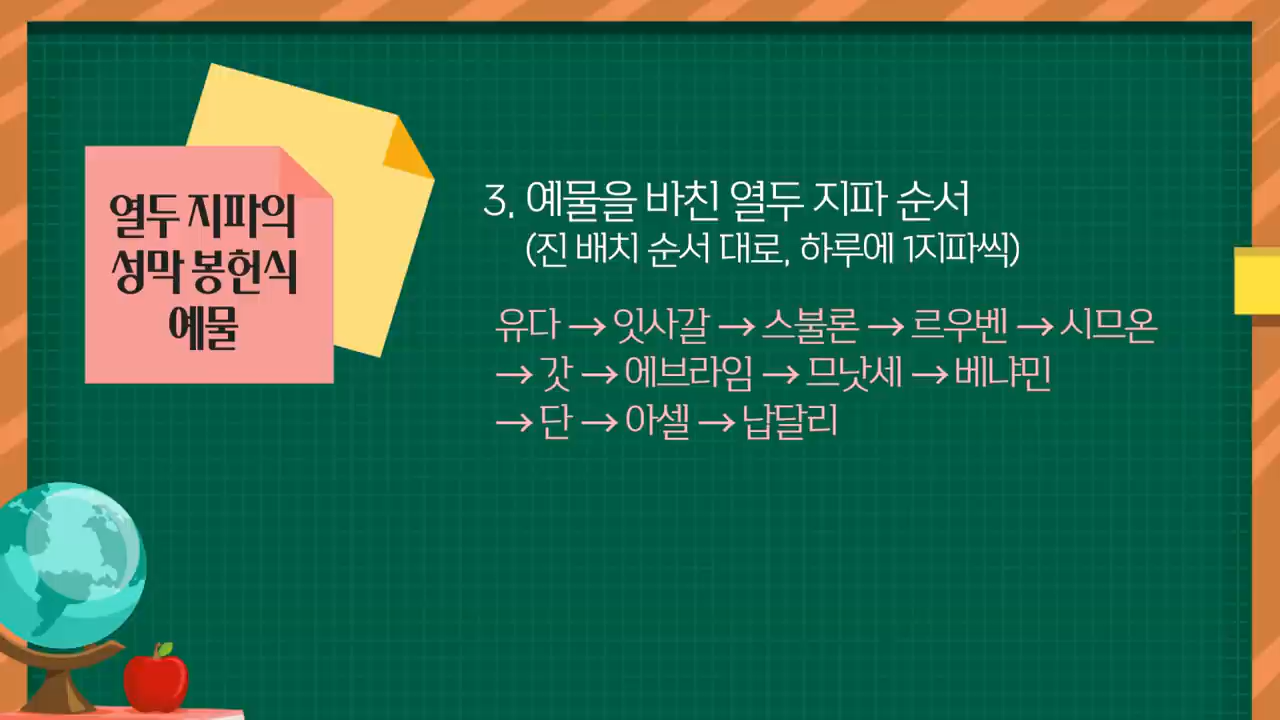 열두 지파의
성막 봉헌식
예물
3. 예물을 바친 열두 지파 순서
(진 배치 순서 대로, 하루에 1지파씩)
유다 → 잇사갈 → 스불론 → 르우벤 → 시므온
→ 갓 → 에브라임 → 므낫세 → 베냐민
→ 단 → 아셀 → 납달리